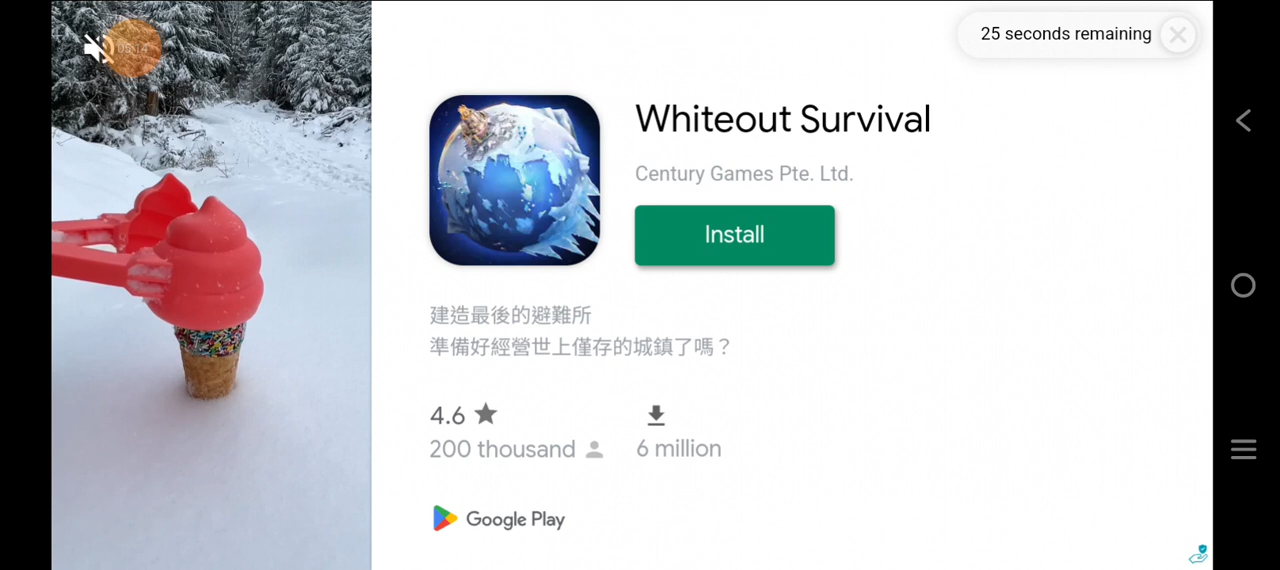 05:14
25 seconds remaining
Whiteout Survival
Century Games Pte. Ltd.
Install
建造最後的避難所
準備好經營世上僅存的城鎮了嗎？
4.6
200 thousand
6 million
Google Play